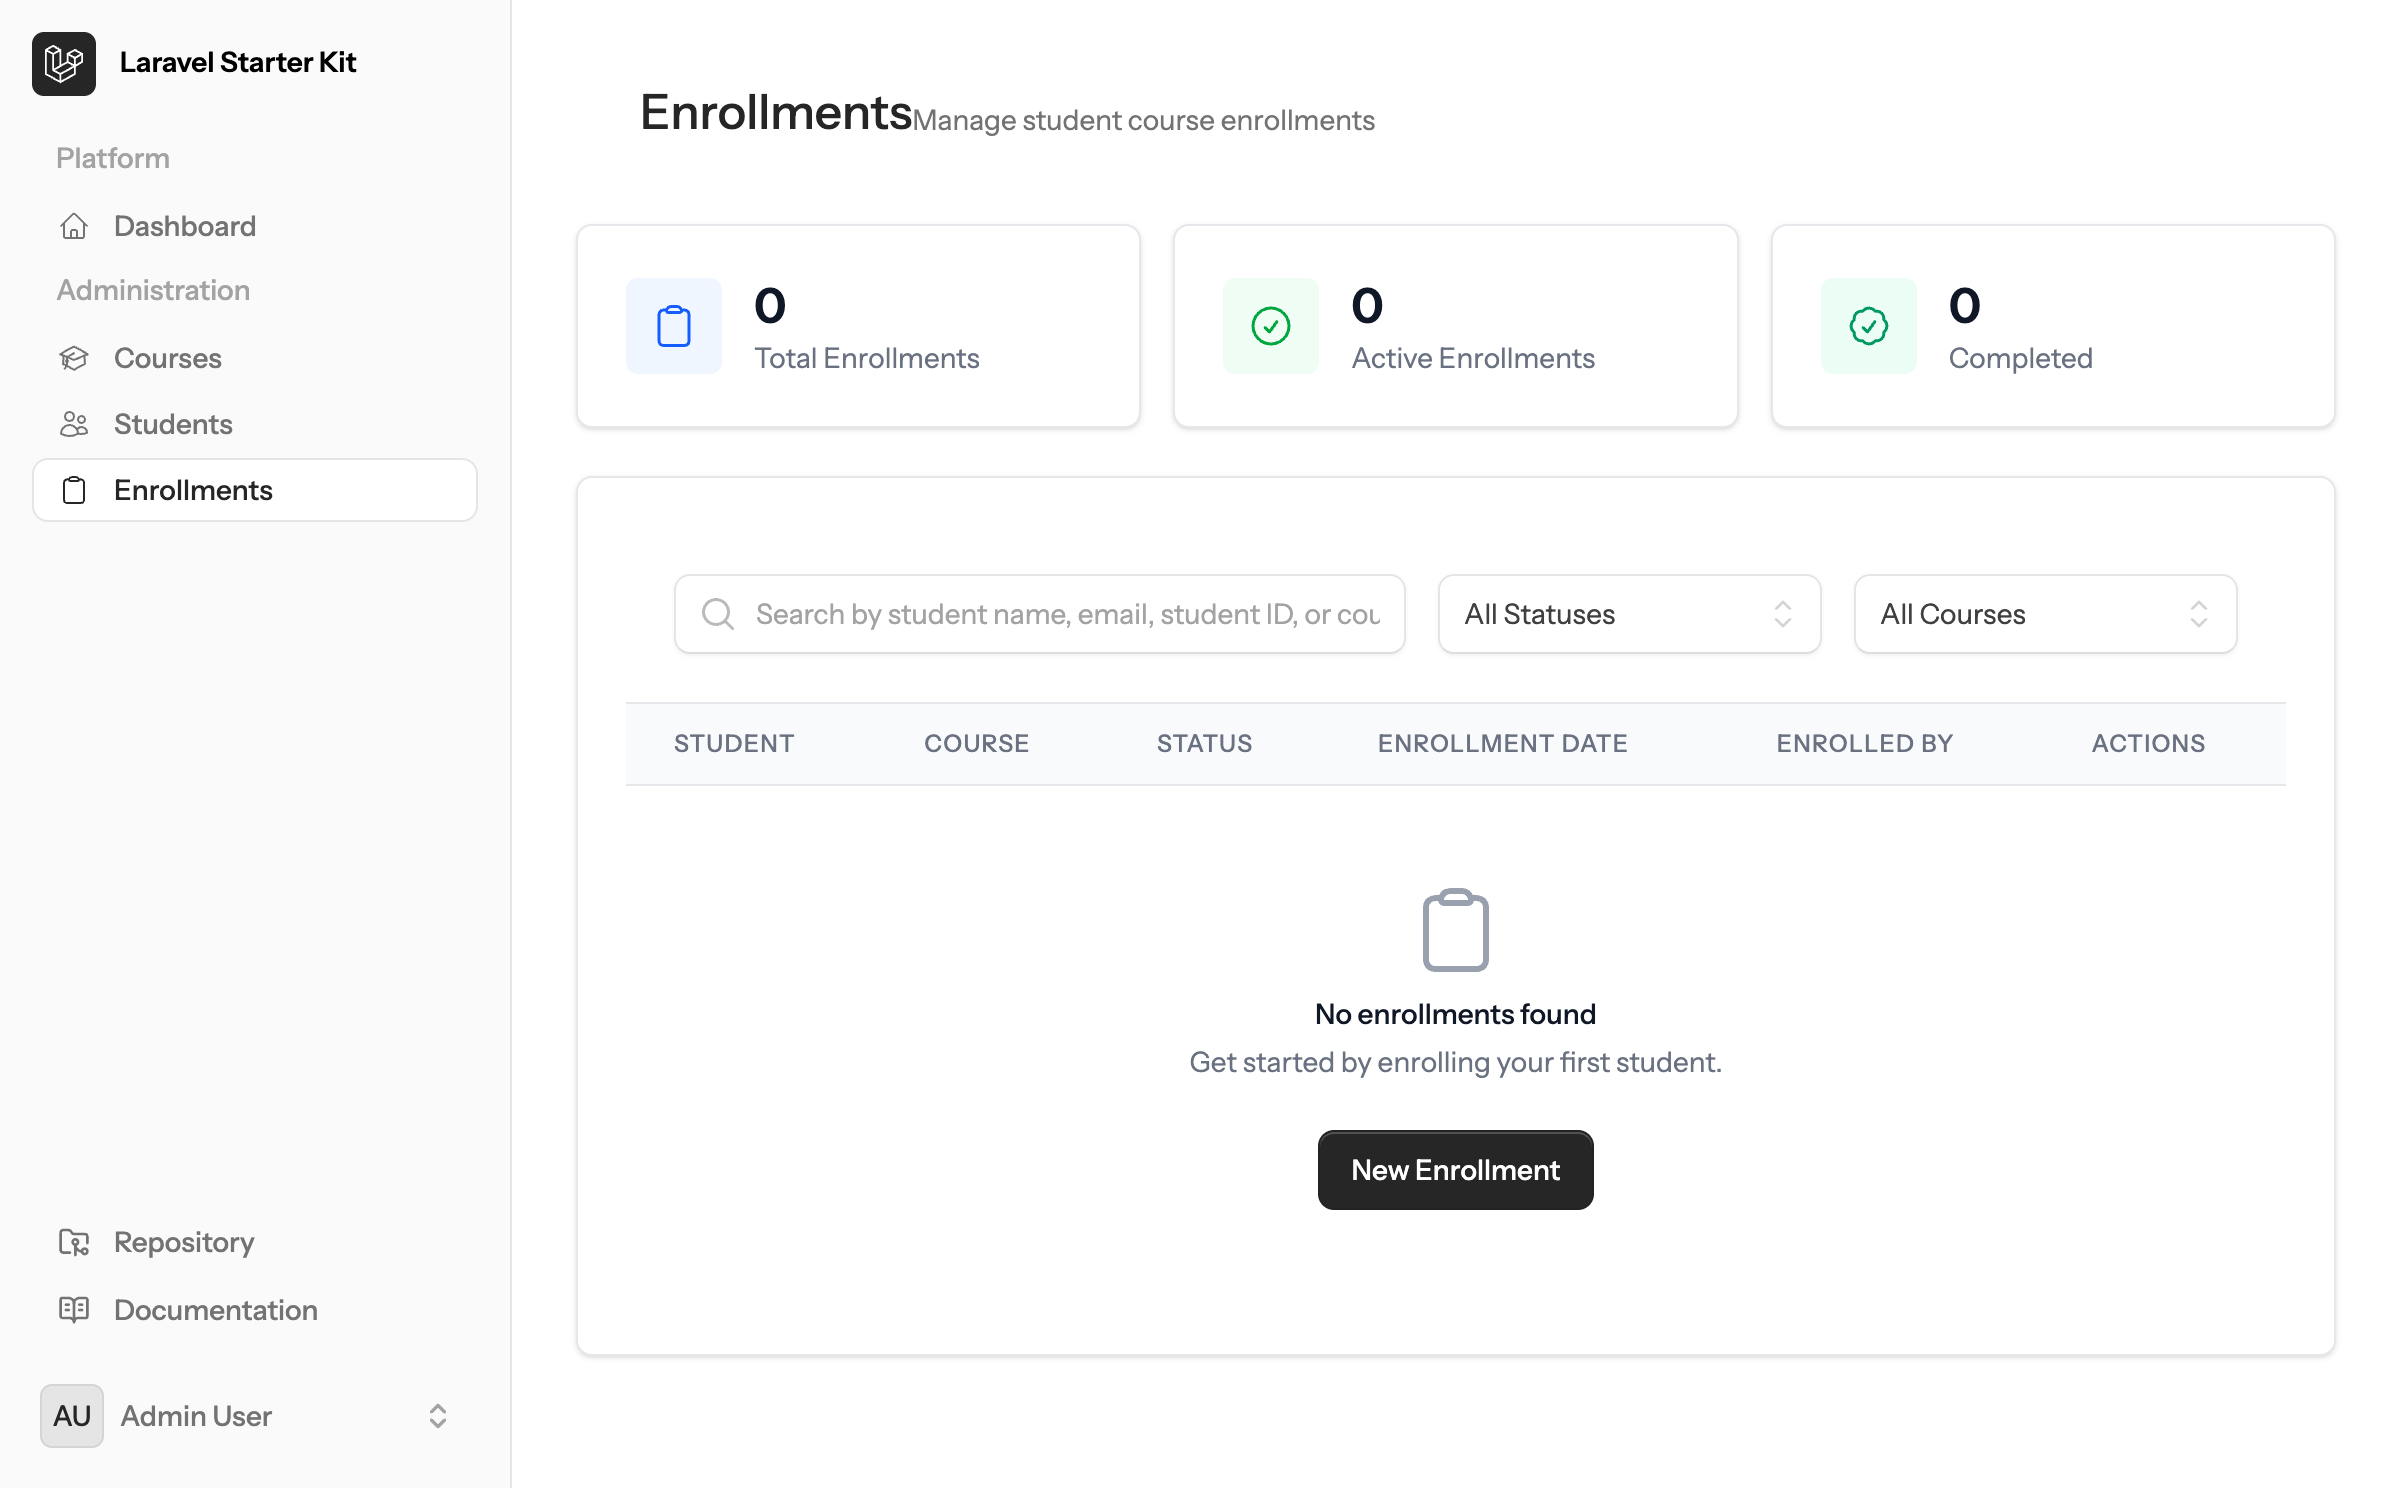 Laravel Starter Kit
Platform
Dashboard
Administration
Courses
Students
Enrollments
Repository
Documentation
AU Admin User
Enrollments Manage student course enrollments
0
Total Enrollments
0
Active Enrollments
0
Completed
Search by student name, email, student ID, or cou
All Statuses
All Courses
STUDENT COURSE STATUS ENROLLMENT DATE ENROLLED BY ACTIONS
No enrollments found
Get started by enrolling your first student.
New Enrollment